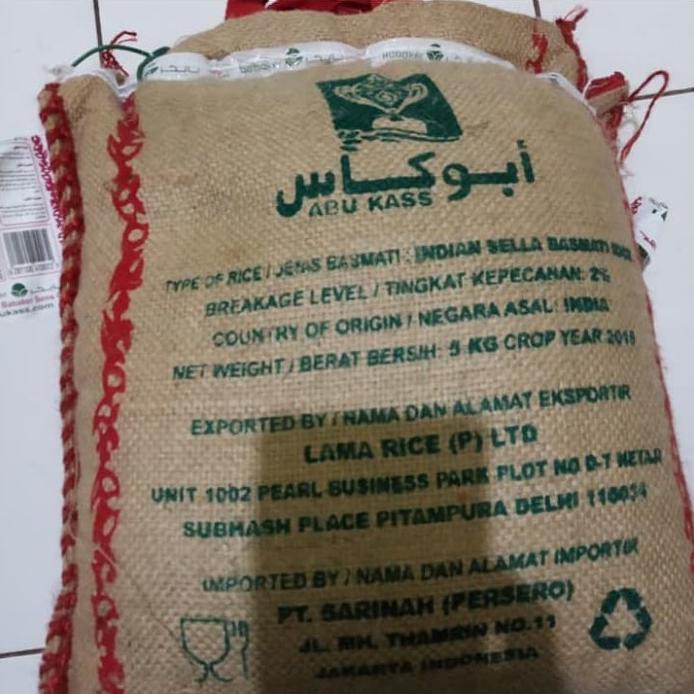 أبو كأس
ABU KASS
TYPE OF RICE / JENIS BASMATI : INDIAN SELLA BASMATI
BREAKAGE LEVEL / TINGKAT KEPECAHAN: 2%
COUNTRY OF ORIGIN / NEGARA ASAL: INDIA
NET WEIGHT / BERAT BERSIH: 5 KG CROP YEAR
EXPORTED BY / NAMA DAN ALAMAT EKSPORTIR
LAMA RICE (P) LTD
UNIT 1002 PEARL BUSINESS PARK PLOT NO D-7 NETAJI
SUBHASH PLACE PITAMPURA DELHI 110034
IMPORTED BY / NAMA DAN ALAMAT IMPORTIR
PT. SARINAH (PERSERO)
JL. MH. THAMRIN NO.11
JAKARTA INDONESIA